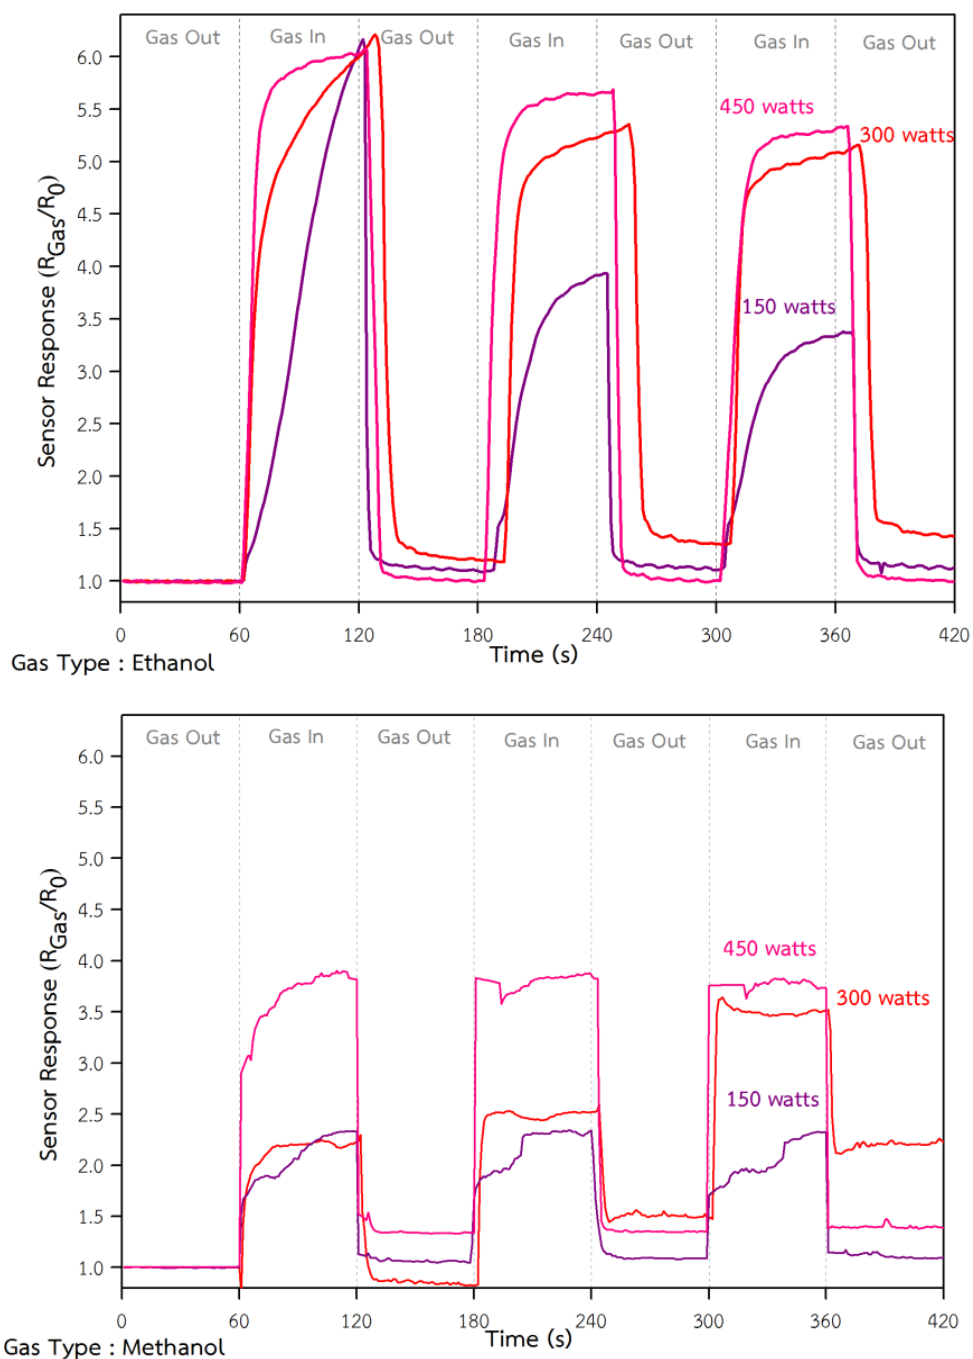 Gas Out Gas In Gas Out Gas In Gas Out Gas In Gas Out
6.0
5.5
5.0
4.5
4.0
3.5
3.0
2.5
2.0
1.5
1.0
Sensor Response (RGas/R0)
450 watts
300 watts
150 watts
0 60 120 180 240 300 360 420
Time (s)
Gas Type : Ethanol
Gas Out Gas In Gas Out Gas In Gas Out Gas In Gas Out
6.0
5.5
5.0
4.5
4.0
3.5
3.0
2.5
2.0
1.5
1.0
Sensor Response (RGas/R0)
450 watts
300 watts
150 watts
0 60 120 180 240 300 360 420
Time (s)
Gas Type : Methanol